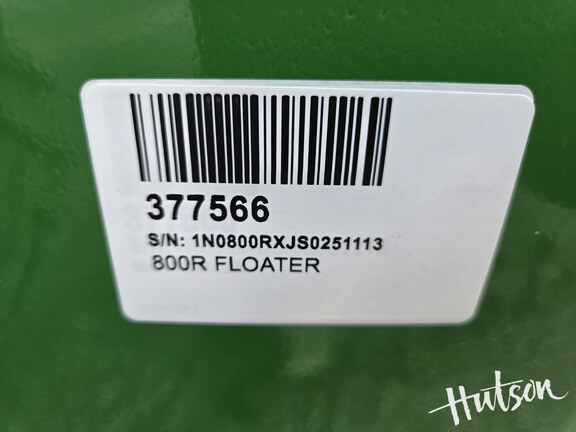 377566
S/N: 1N0800RXJS0251113
800R FLOATER
Hutson